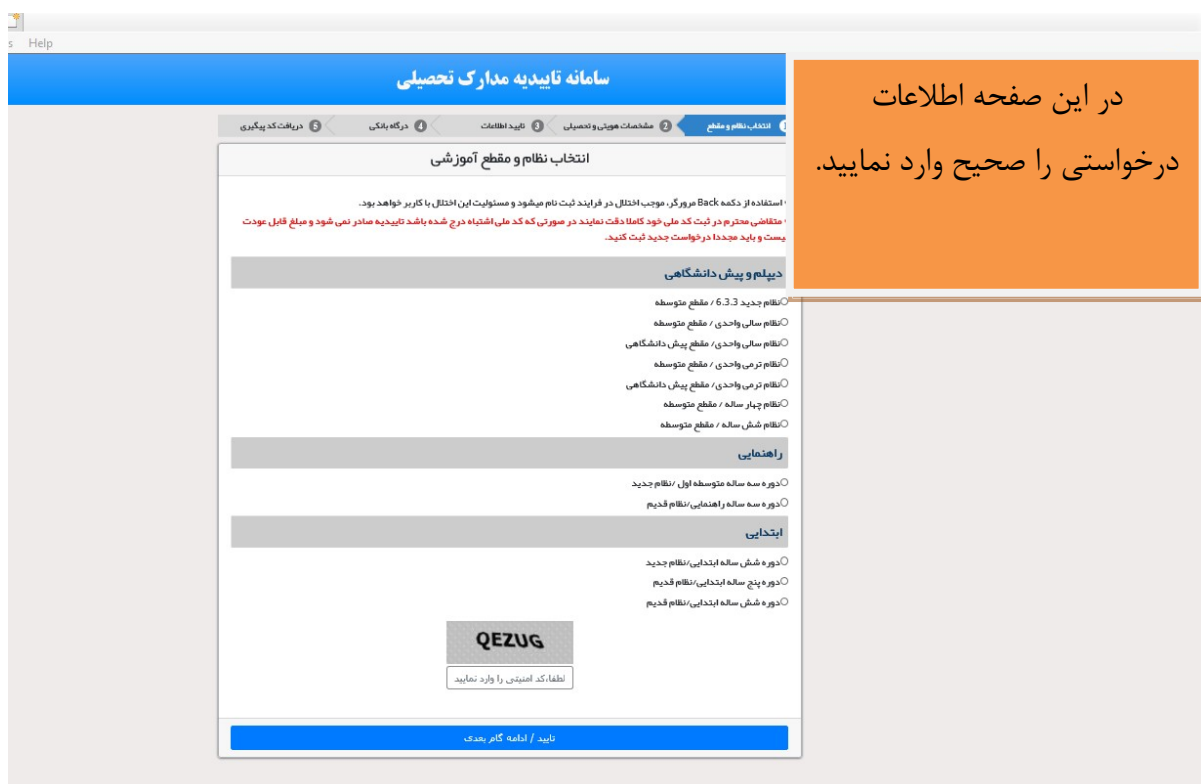 s Help
سامانه تاییدیه مدارک تحصیلی
در این صفحه اطلاعات
درخواستی را صحیح وارد نمایید.
1 انتخاب نظام و مقطع 2 مشخصات هویتی و تحصیلی 3 تایید اطلاعات 4 درگاه بانکی 5 دریافت کد پیگیری
انتخاب نظام و مقطع آموزشی
استفاده از دکمه Back مرورگر، موجب اختلال در فرایند ثبت نام میشود و مسئولیت این اختلال با کاربر خواهد بود.
متقاضی محترم در ثبت کد ملی خود کاملا دقت نمایند در صورتی که کد ملی اشتباه درج شده باشد تاییدیه صادر نمی شود و مبلغ قابل عودت
نیست و باید مجددا درخواست جدید ثبت کنید.
دیپلم و پیش دانشگاهی
نظام جدید 6.3.3 / مقطع متوسطه
نظام سالی واحدی / مقطع متوسطه
نظام سالی واحدی/ مقطع پیش دانشگاهی
نظام ترمی واحدی / مقطع متوسطه
نظام ترمی واحدی/ مقطع پیش دانشگاهی
نظام چهار ساله / مقطع متوسطه
نظام شش ساله / مقطع متوسطه
راهنمایی
دوره سه ساله متوسطه اول /نظام جدید
دوره سه ساله راهنمایی/نظام قدیم
ابتدایی
دوره شش ساله ابتدایی/نظام جدید
دوره پنج ساله ابتدایی/نظام قدیم
دوره شش ساله ابتدایی/نظام قدیم
QEZUG
لطفا،کد امنیتی را وارد نمایید
تایید / ادامه گام بعدی